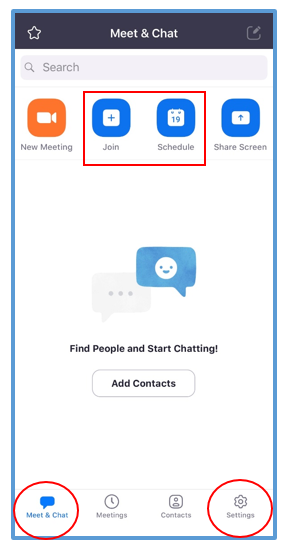 Meet & Chat
Search
19
New Meeting Join Schedule Share Screen
Find People and Start Chatting!
Add Contacts
Meet & Chat Meetings Contacts Settings